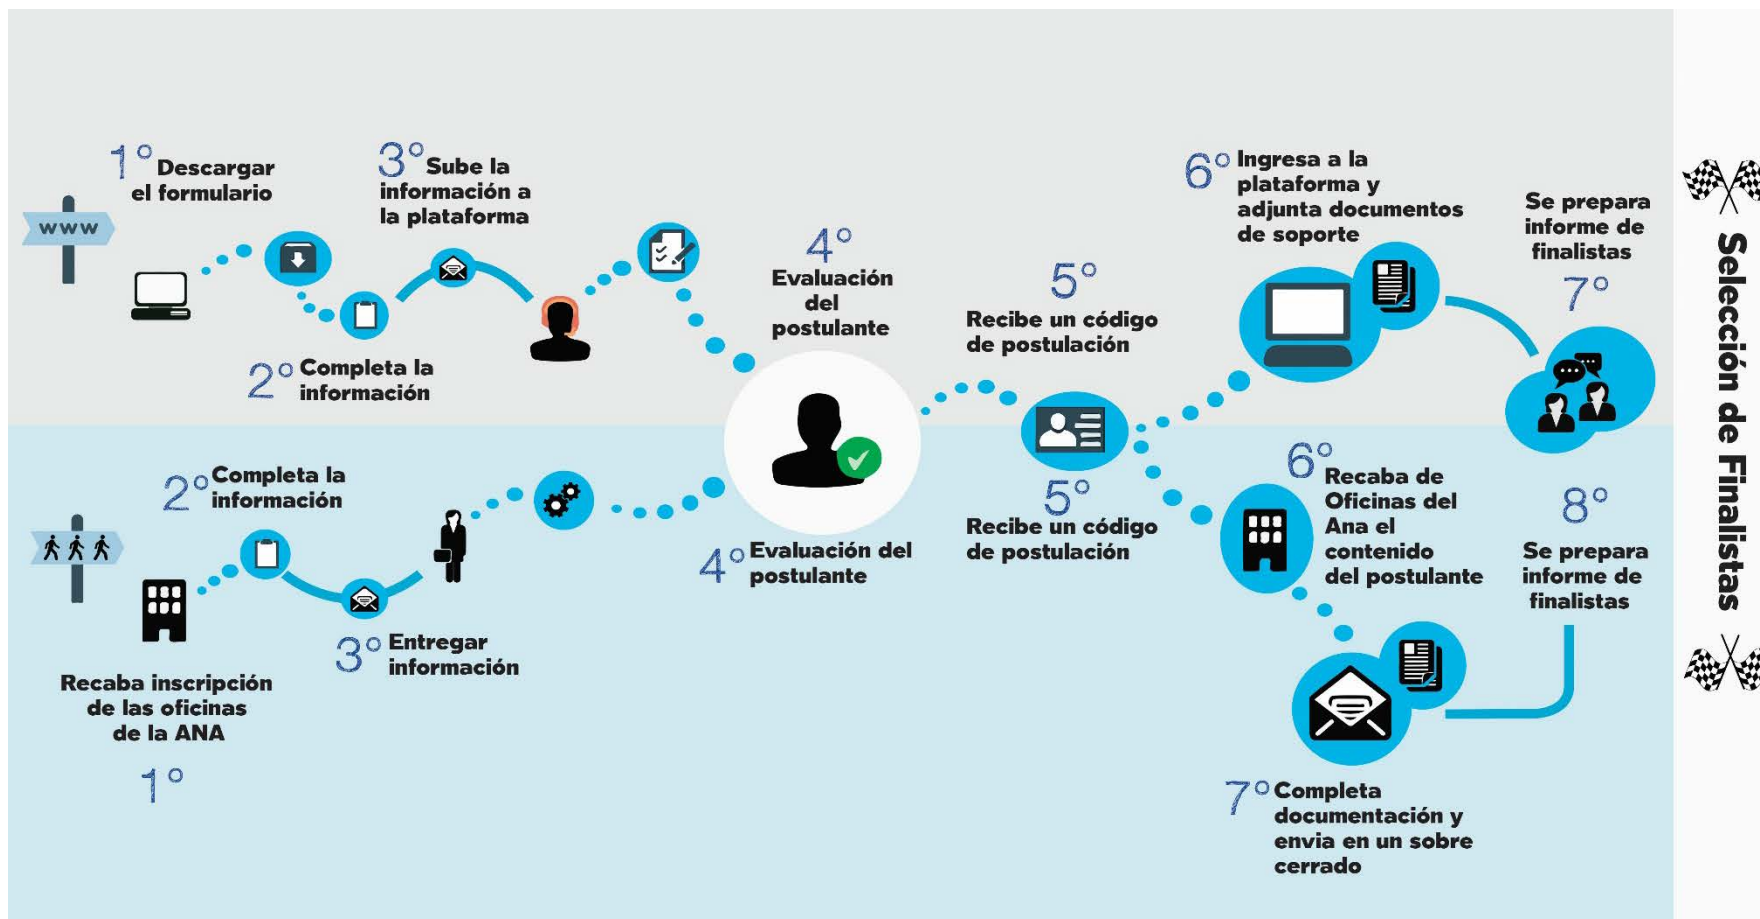 1° Descargar
el formulario
www
2° Completa la
información
3° Sube la
información a
la plataforma
4°
Evaluación
del
postulante
5°
Recibe un código
de postulación
6° Ingresa a la
plataforma y
adjunta documentos
de soporte
Se prepara
informe de
finalistas
7°
Recaba inscripción
de las oficinas
de la ANA
1°
2° Completa la
información
3° Entregar
información
4° Evaluación del
postulante
5°
Recibe un código
de postulación
6° Recaba de
Oficinas del
Ana el
contenido
del postulante
7° Completa
documentación y
envia en un sobre
cerrado
8°
Se prepara
informe de
finalistas
Selección de Finalistas